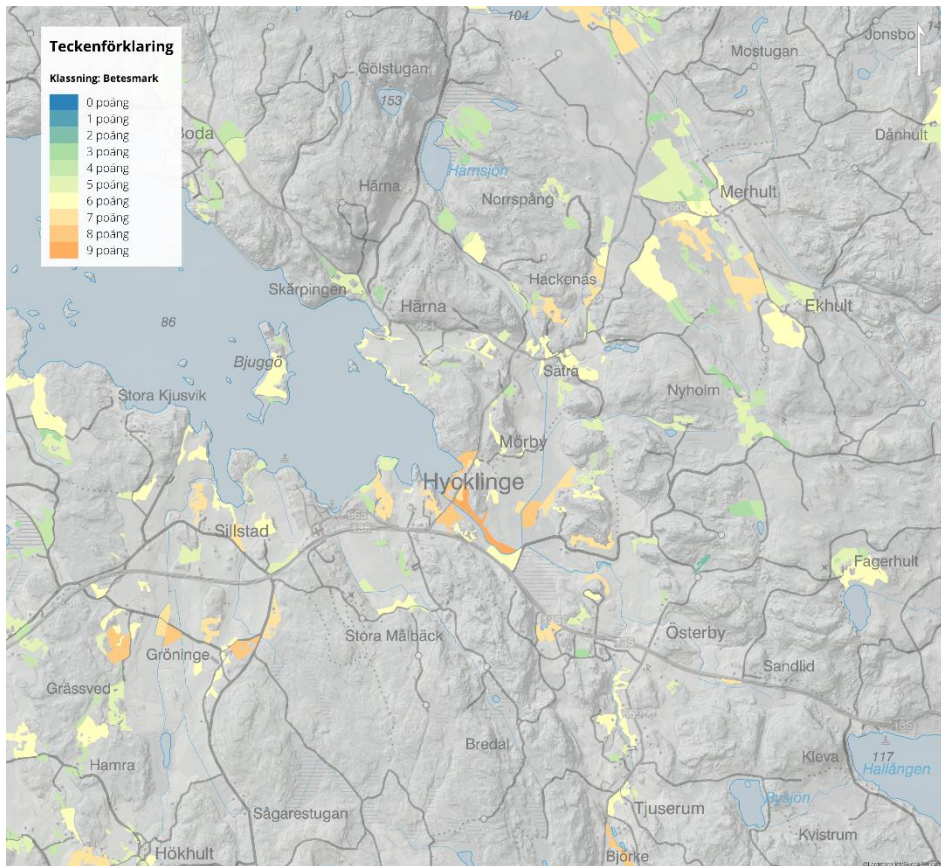 Teckenförklaring
Klassning: Betesmark
0 poäng
1 poäng
2 poäng
3 poäng
4 poäng
5 poäng
6 poäng
7 poäng
8 poäng
9 poäng
104
Jonsbo
Mostugan
Gölstugan
153
Boda
Dånhult
Härnsjön
Härna
Norrspång
Merhult
Hackenäs
Skärpingen
Härna
Ekhult
86
Bjuggö
Sätra
Stora Kjusvik
Nyholm
Mörby
Hycklinge
Sillstad
Fagerhult
Stora Målbäck
Österby
Gröninge
Sandlid
Grässved
Bredal
Kleva
117
Hallången
Hamra
Bysjön
Tjuserum
Sågarestugan
Kvistrum
Hökhult
Björke